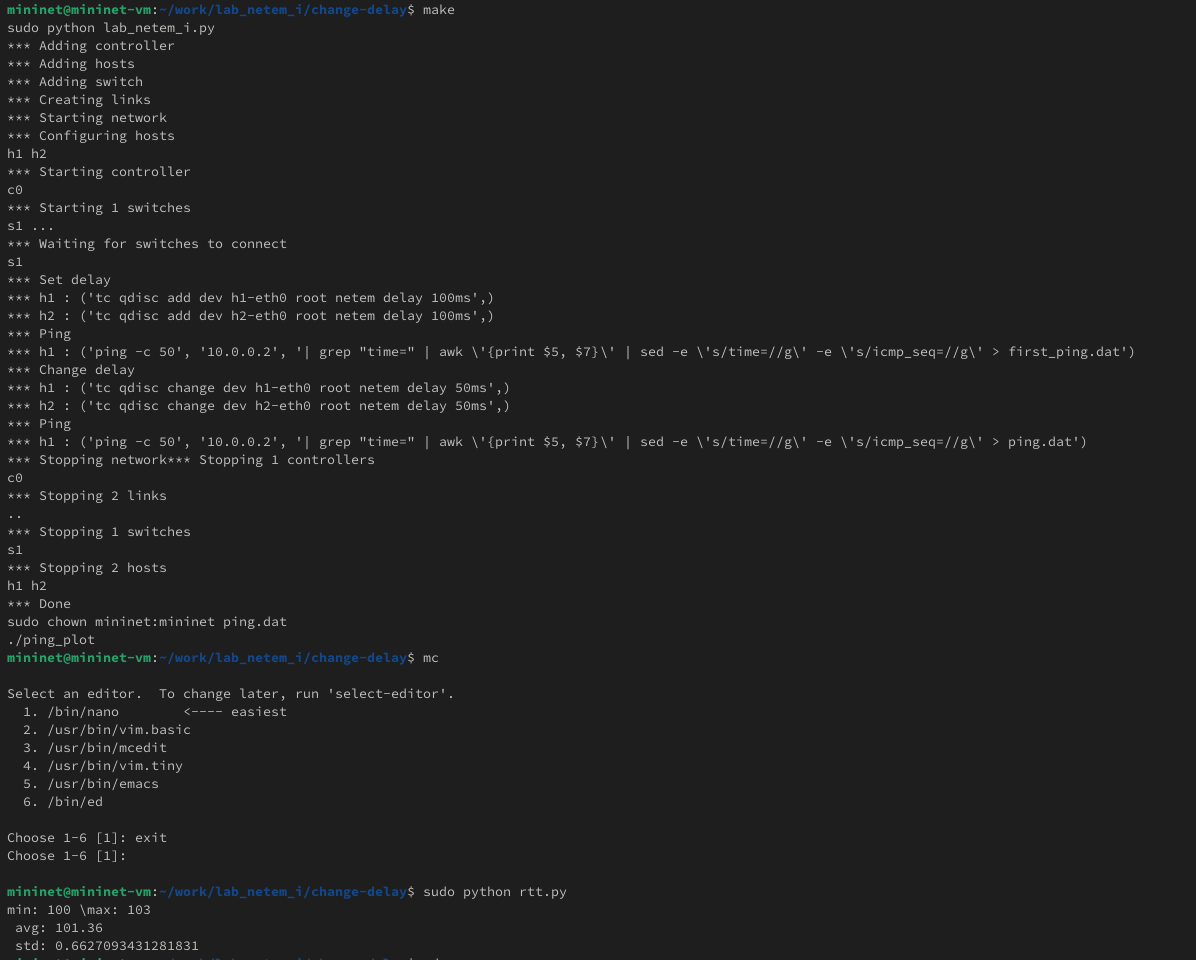 mininet@mininet-vm:~/work/lab_netem_i/change-delay$ make
sudo python lab_netem_i.py
*** Adding controller
*** Adding hosts
*** Adding switch
*** Creating links
*** Starting network
*** Configuring hosts
h1 h2
*** Starting controller
c0
*** Starting 1 switches
s1 ...
*** Waiting for switches to connect
s1
*** Set delay
*** h1 : ('tc qdisc add dev h1-eth0 root netem delay 100ms',)
*** h2 : ('tc qdisc add dev h2-eth0 root netem delay 100ms',)
*** Ping
*** h1 : ('ping -c 50', '10.0.0.2', '| grep "time=" | awk \'{print $5, $7}\' | sed -e \'s/time=//g\' -e \'s/icmp_seq=//g\' > first_ping.dat')
*** Change delay
*** h1 : ('tc qdisc change dev h1-eth0 root netem delay 50ms',)
*** h2 : ('tc qdisc change dev h2-eth0 root netem delay 50ms',)
*** Ping
*** h1 : ('ping -c 50', '10.0.0.2', '| grep "time=" | awk \'{print $5, $7}\' | sed -e \'s/time=//g\' -e \'s/icmp_seq=//g\' > ping.dat')
*** Stopping network*** Stopping 1 controllers
c0
*** Stopping 2 links
..
*** Stopping 1 switches
s1
*** Stopping 2 hosts
h1 h2
*** Done
sudo chown mininet:mininet ping.dat
./ping_plot
mininet@mininet-vm:~/work/lab_netem_i/change-delay$ mc
Select an editor.  To change later, run 'select-editor'.
  1. /bin/nano        <---- easiest
  2. /usr/bin/vim.basic
  3. /usr/bin/mcedit
  4. /usr/bin/vim.tiny
  5. /usr/bin/emacs
  6. /bin/ed
Choose 1-6 [1]: exit
Choose 1-6 [1]:
mininet@mininet-vm:~/work/lab_netem_i/change-delay$ sudo python rtt.py
min: 100 \max: 103
 avg: 101.36
 std: 0.6627093431281831